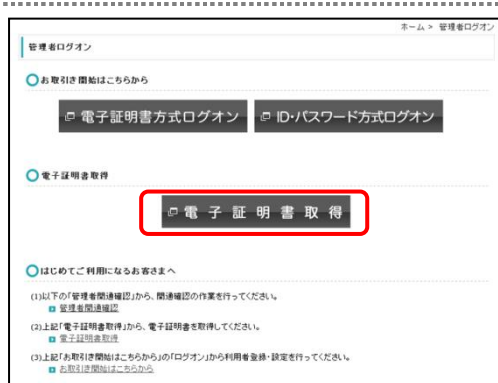 ホーム > 管理者ログオン
管理者ログオン
お取引き開始はこちらから
電子証明書方式ログオン ID・パスワード方式ログオン
電子証明書取得
電子証明書取得
はじめてご利用になるお客さまへ
(1)以下の「管理者開通確認」から、開通確認の作業を行ってください。
管理者開通確認
(2)上記「電子証明書取得」から、電子証明書を取得してください。
電子証明書取得
(3)上記「お取引き開始はこちらから」の「ログオン」から利用者登録・設定を行ってください。
お取引き開始はこちらから